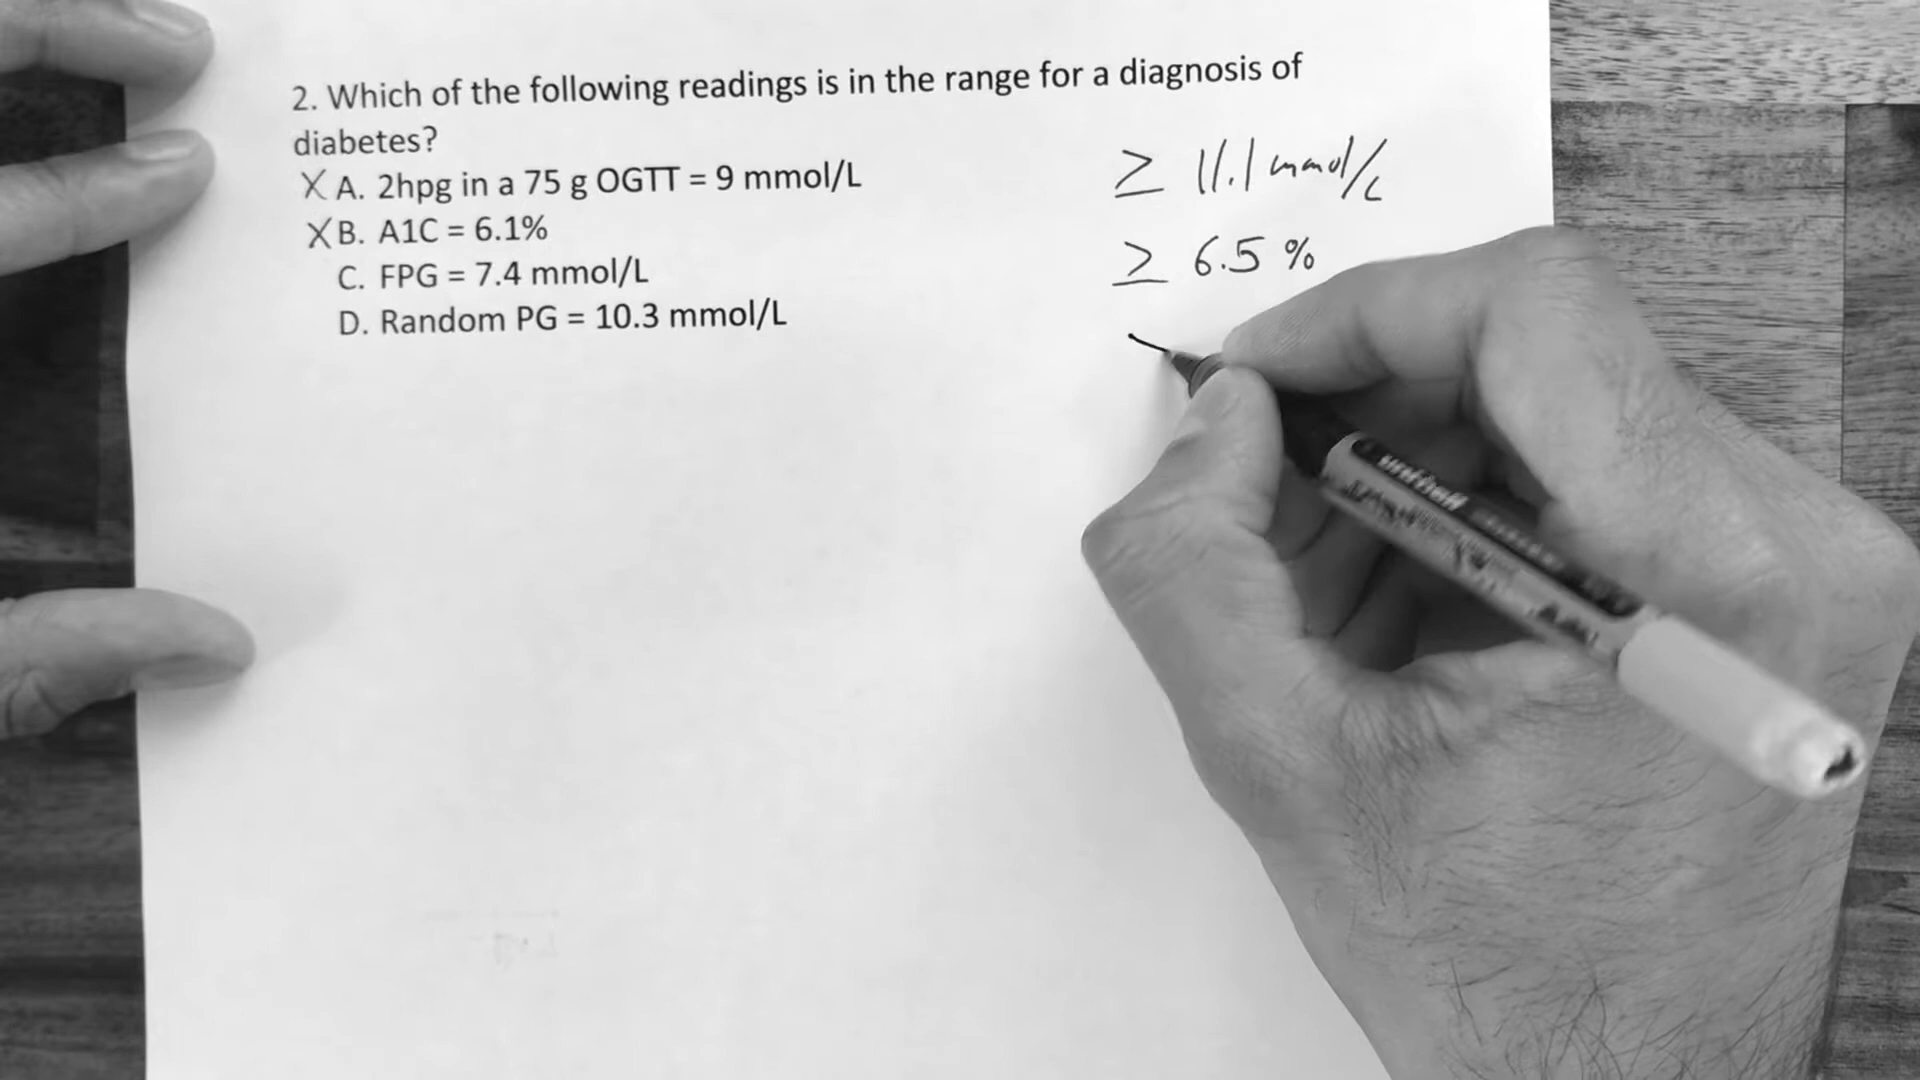 2. Which of the following readings is in the range for a diagnosis of
diabetes?
X A. 2hpg in a 75 g OGTT = 9 mmol/L
≥ 11.1 mmol/L
X B. A1C = 6.1%
≥ 6.5 %
C. FPG = 7.4 mmol/L
D. Random PG = 10.3 mmol/L